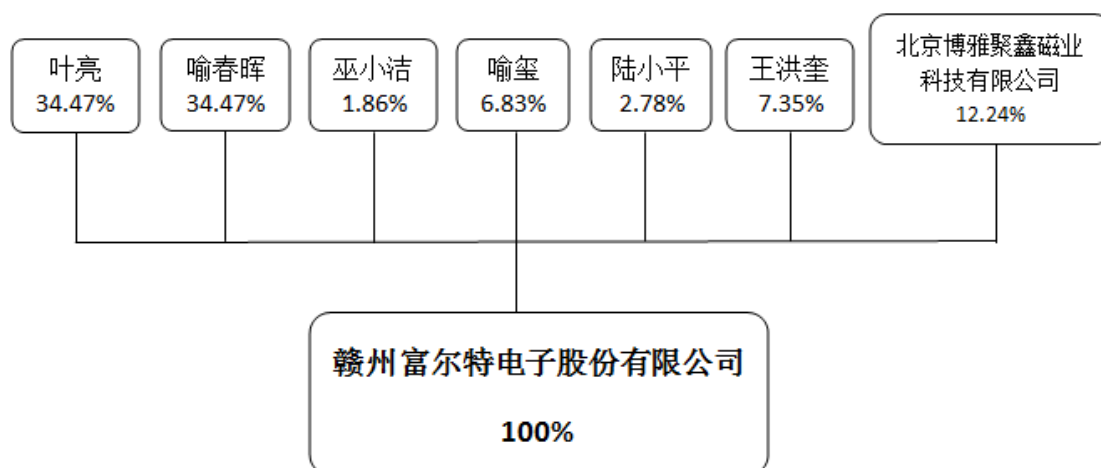 叶亮
34.47%
喻春晖
34.47%
巫小洁
1.86%
喻玺
6.83%
陆小平
2.78%
王洪奎
7.35%
北京博雅聚鑫磁业
科技有限公司
12.24%
赣州富尔特电子股份有限公司
100%